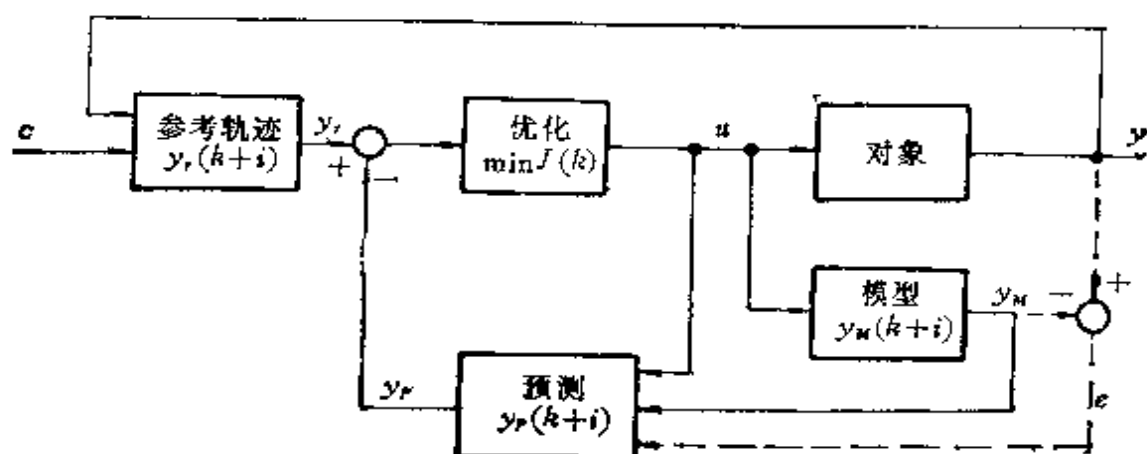 c
参考轨迹
y_r(k+i)
y_r
+
−
优化
min J(k)
u
对象
y
模型
y_M(k+i)
y_M
−
+
预测
y_P(k+i)
y_P
e